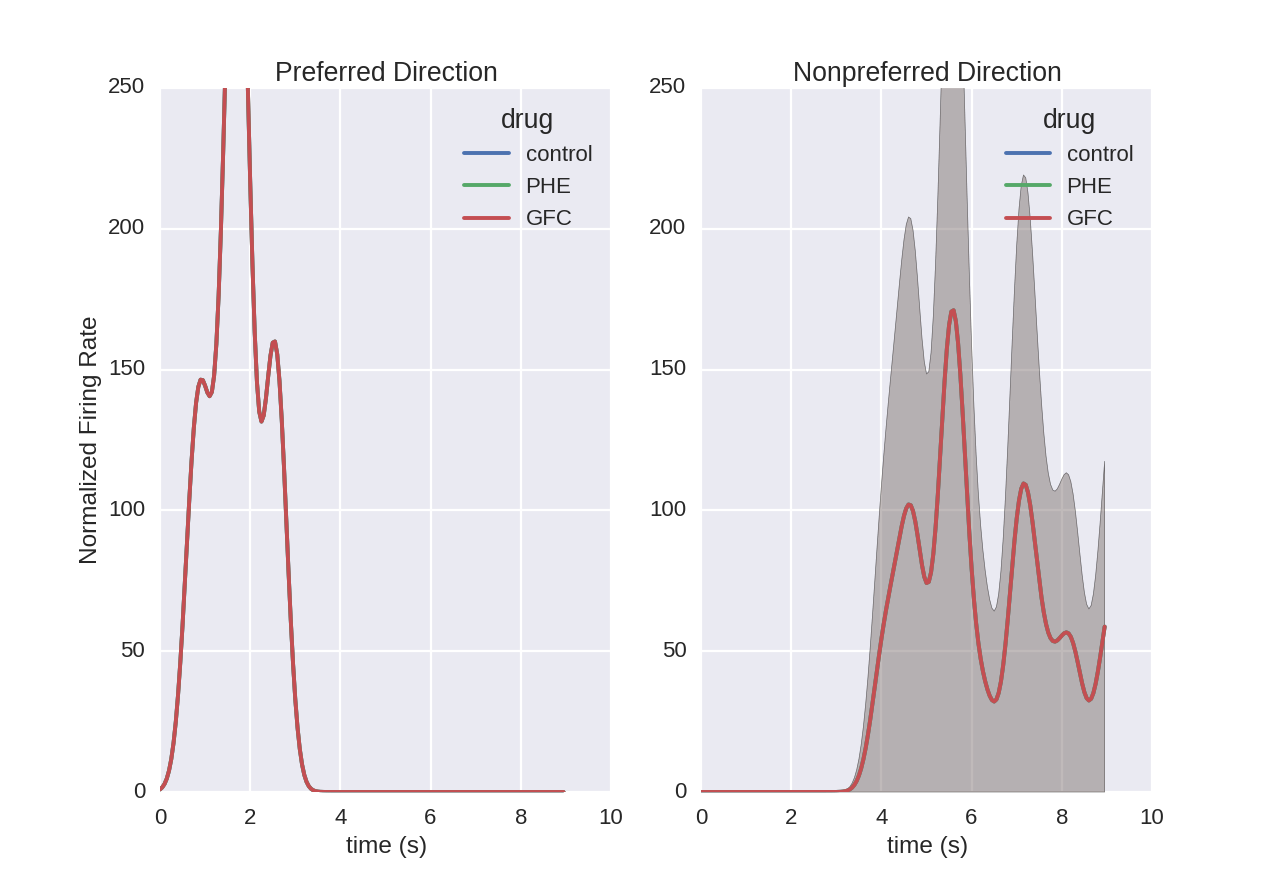 Preferred Direction
250
200
150
100
50
0
0 2 4 6 8 10
time (s)
Normalized Firing Rate
drug
control
PHE
GFC
Nonpreferred Direction
250
200
150
100
50
0
0 2 4 6 8 10
time (s)
drug
control
PHE
GFC